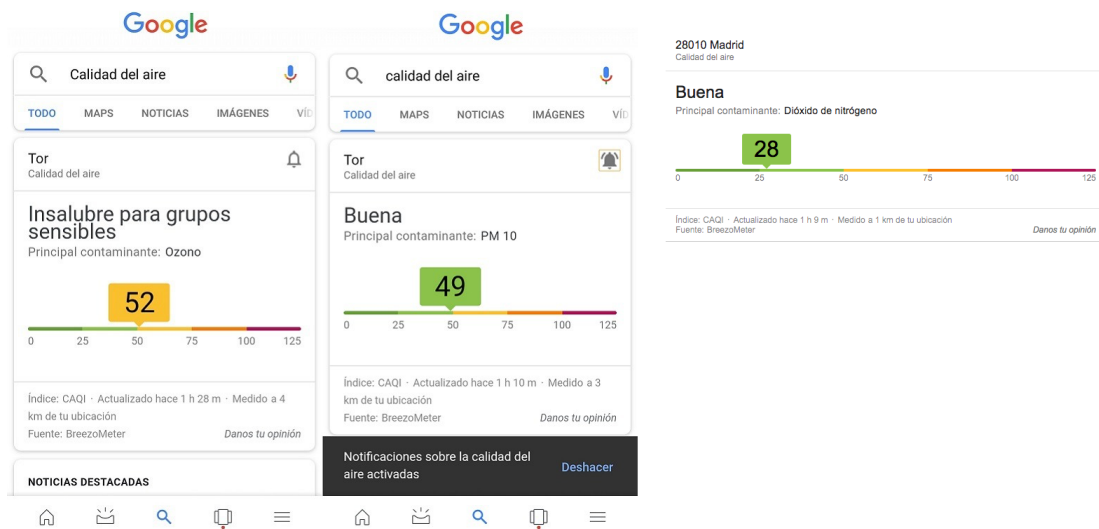 Google
Calidad del aire
TODO MAPS NOTICIAS IMÁGENES VÍD
Tor
Calidad del aire
Insalubre para grupos
sensibles
Principal contaminante: Ozono
52
0 25 50 75 100 125
Índice: CAQI · Actualizado hace 1 h 28 m · Medido a 4
km de tu ubicación
Fuente: BreezoMeter Danos tu opinión
NOTICIAS DESTACADAS
Google
calidad del aire
TODO MAPS NOTICIAS IMÁGENES VÍD
Tor
Calidad del aire
Buena
Principal contaminante: PM 10
49
0 25 50 75 100 125
Índice: CAQI · Actualizado hace 1 h 10 m · Medido a 3
km de tu ubicación
Fuente: BreezoMeter Danos tu opinión
Notificaciones sobre la calidad del
aire activadas
Deshacer
28010 Madrid
Calidad del aire
Buena
Principal contaminante: Dióxido de nitrógeno
28
0 25 50 75 100 125
Índice: CAQI · Actualizado hace 1 h 9 m · Medido a 1 km de tu ubicación
Fuente: BreezoMeter Danos tu opinión